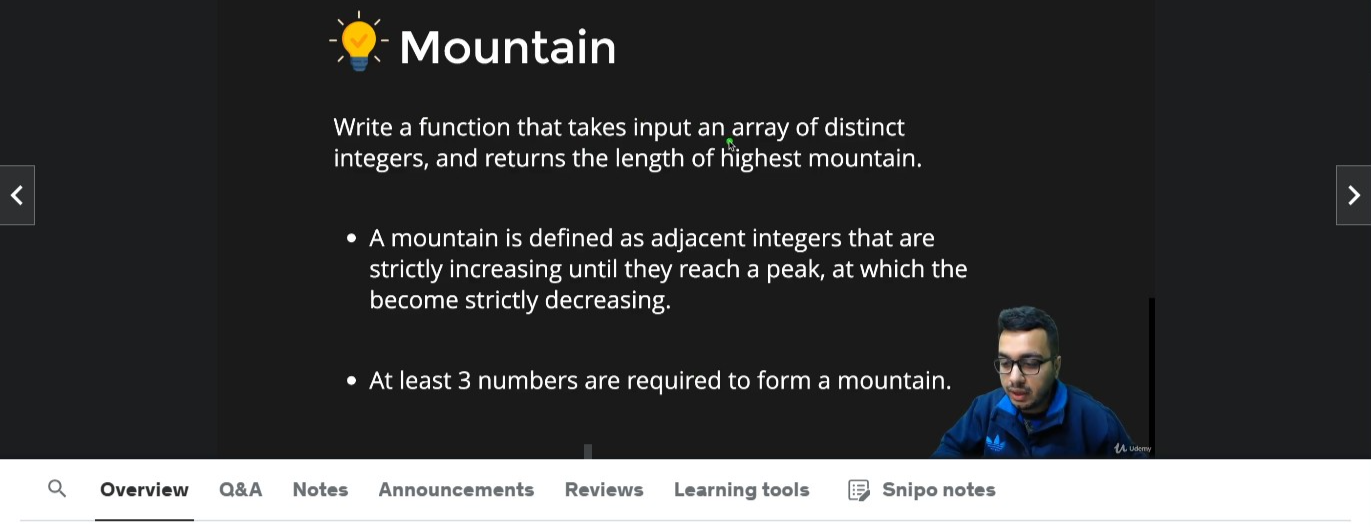 Mountain
Write a function that takes input an array of distinct
integers, and returns the length of highest mountain.
• A mountain is defined as adjacent integers that are
strictly increasing until they reach a peak, at which the
become strictly decreasing.
• At least 3 numbers are required to form a mountain.
Udemy
Overview Q&A Notes Announcements Reviews Learning tools Snipo notes